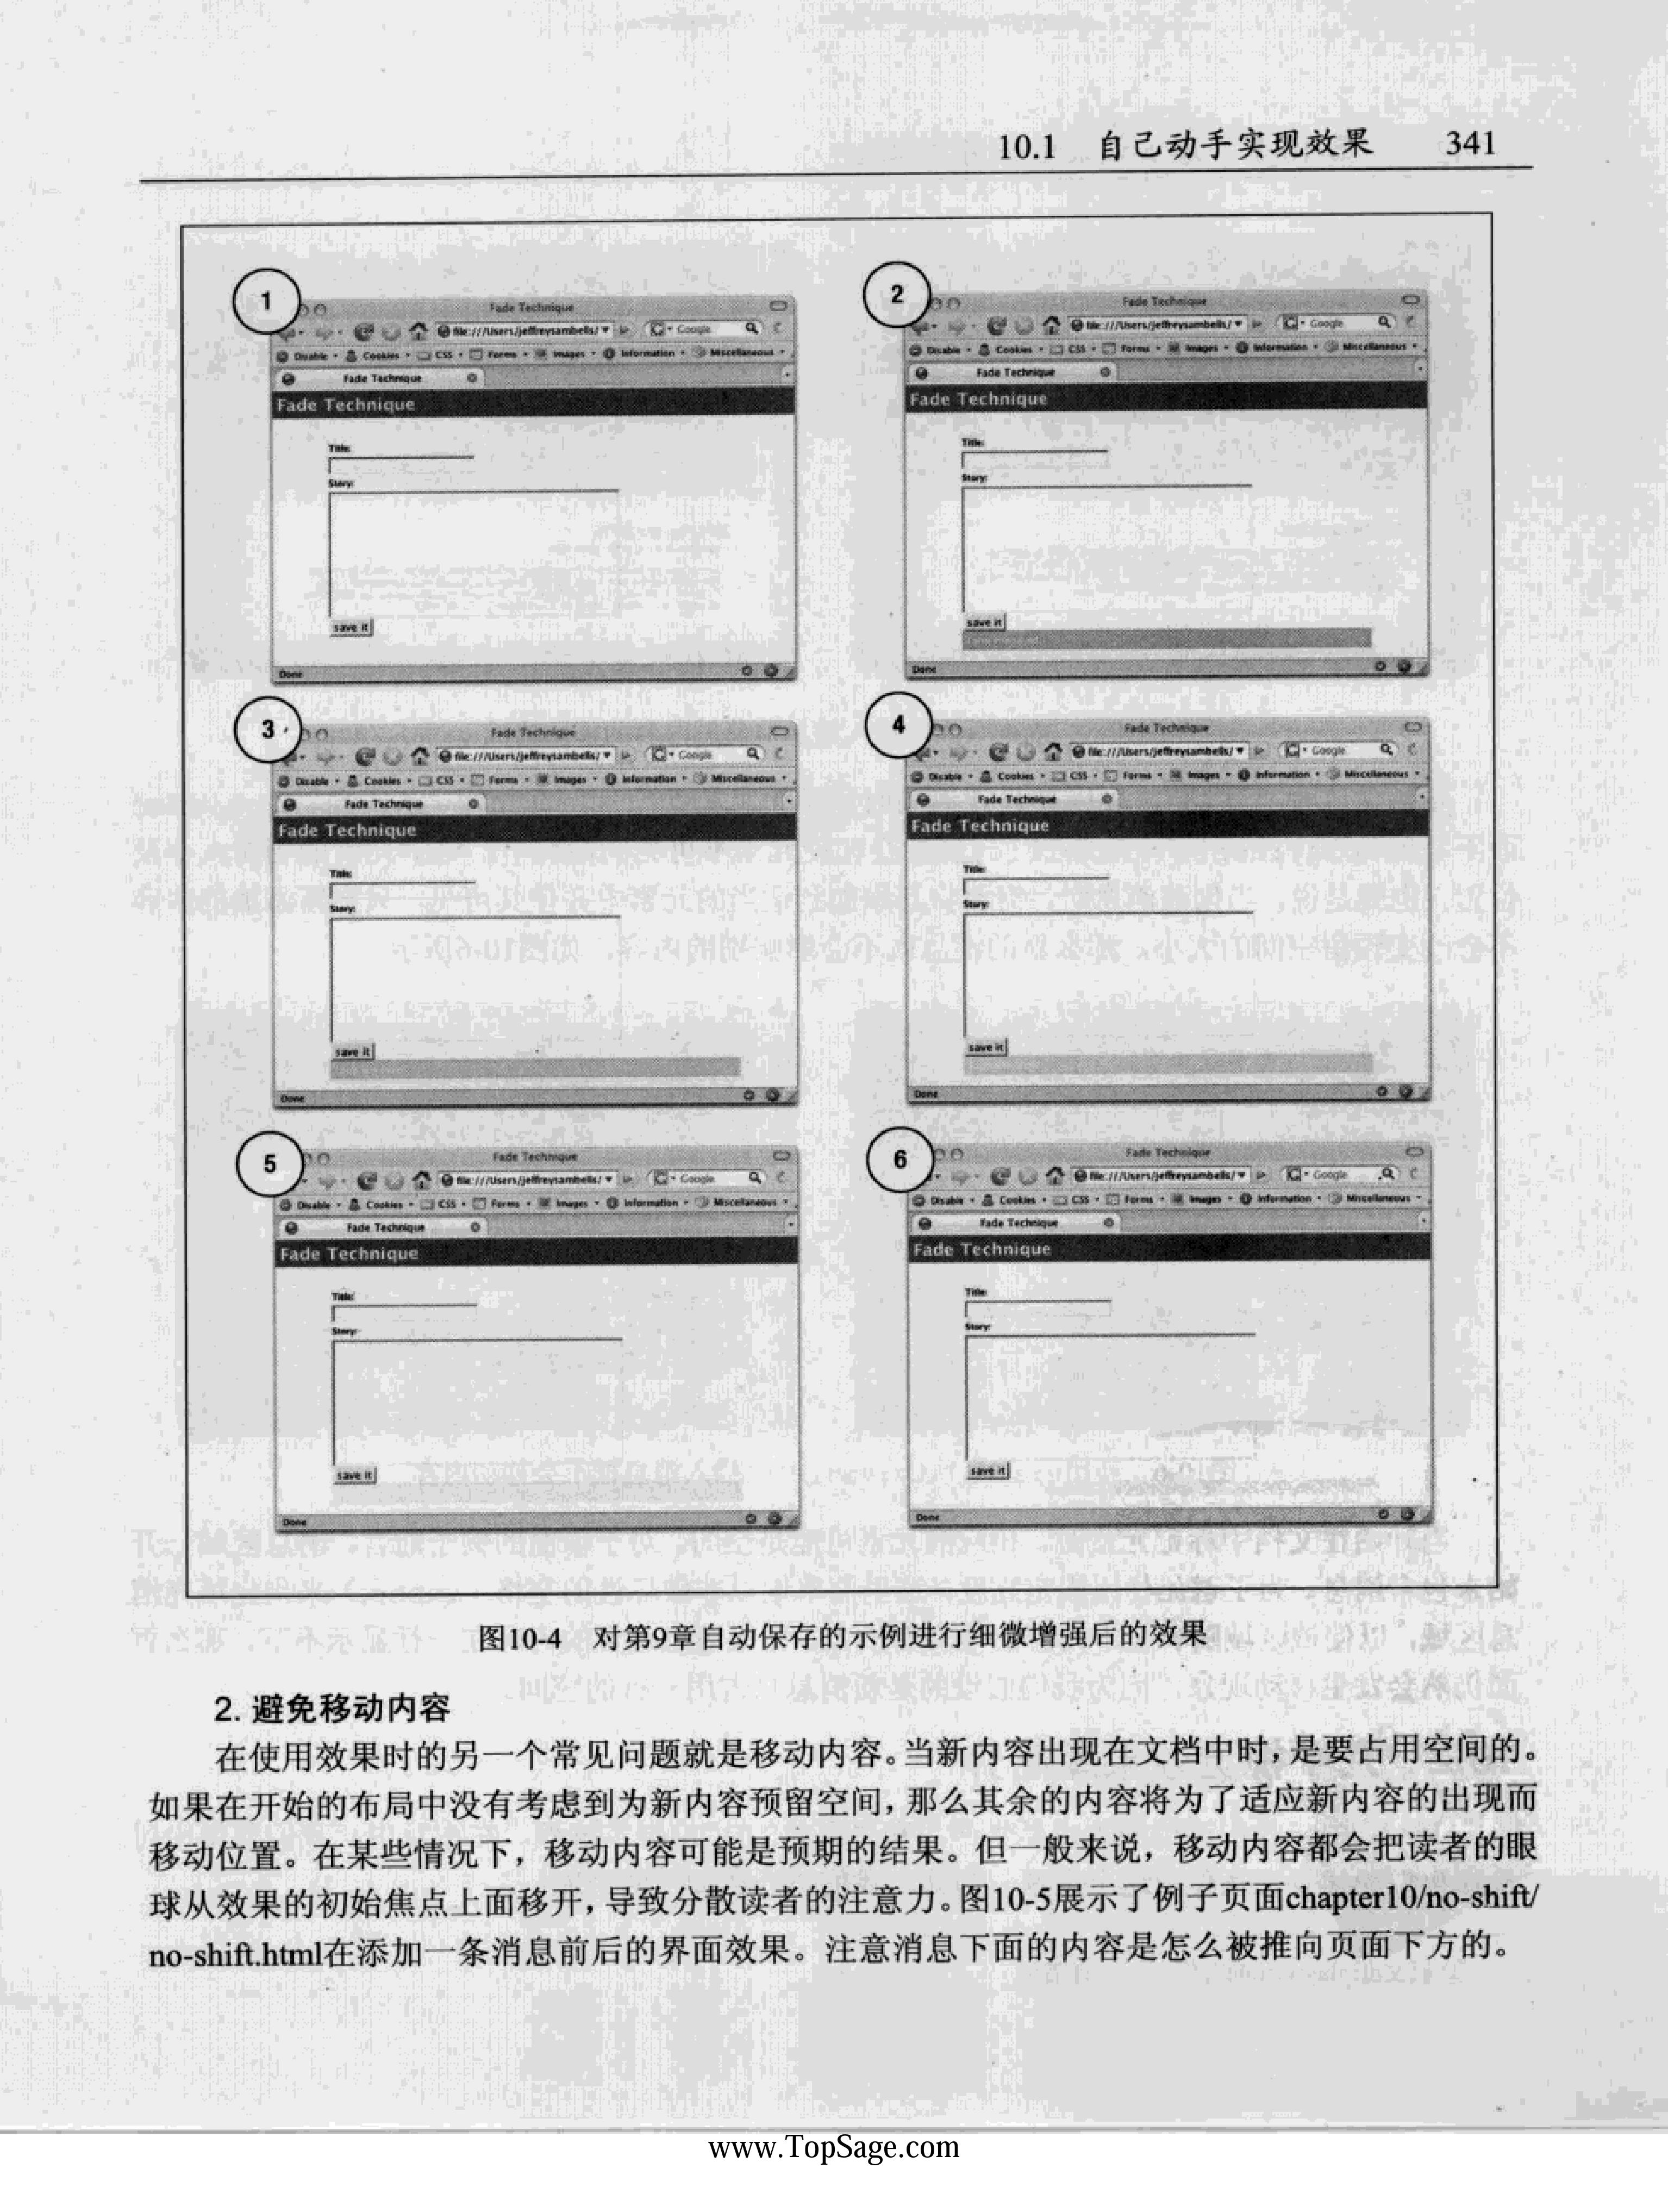 10.1 自己动手实现效果 341
1
Fade Technique
file:///Users/jeffreysambells/
Google
Disable Cookies CSS Forms Images Information Miscellaneous
Fade Technique
Fade Technique
Title:
Story:
save it
Done
2
Fade Technique
file:///Users/jeffreysambells/
Google
Disable Cookies CSS Forms Images Information Miscellaneous
Fade Technique
Fade Technique
Title:
Story:
save it
Done
3
Fade Technique
file:///Users/jeffreysambells/
Google
Disable Cookies CSS Forms Images Information Miscellaneous
Fade Technique
Fade Technique
Title:
Story:
save it
Done
4
Fade Technique
file:///Users/jeffreysambells/
Google
Disable Cookies CSS Forms Images Information Miscellaneous
Fade Technique
Fade Technique
Title:
Story:
save it
Done
5
Fade Technique
file:///Users/jeffreysambells/
Google
Disable Cookies CSS Forms Images Information Miscellaneous
Fade Technique
Fade Technique
Title:
Story:
save it
Done
6
Fade Technique
file:///Users/jeffreysambells/
Google
Disable Cookies CSS Forms Images Information Miscellaneous
Fade Technique
Fade Technique
Title:
Story:
save it
Done
图10-4 对第9章自动保存的示例进行细微增强后的效果
2. 避免移动内容
在使用效果时的另一个常见问题就是移动内容。当新内容出现在文档中时，是要占用空间的。
如果在开始的布局中没有考虑到为新内容预留空间，那么其余的内容将为了适应新内容的出现而
移动位置。在某些情况下，移动内容可能是预期的结果。但一般来说，移动内容都会把读者的眼
球从效果的初始焦点上面移开，导致分散读者的注意力。图10-5展示了例子页面chapter10/no-shift/
no-shift.html在添加一条消息前后的界面效果。注意消息下面的内容是怎么被推向页面下方的。
www.TopSage.com